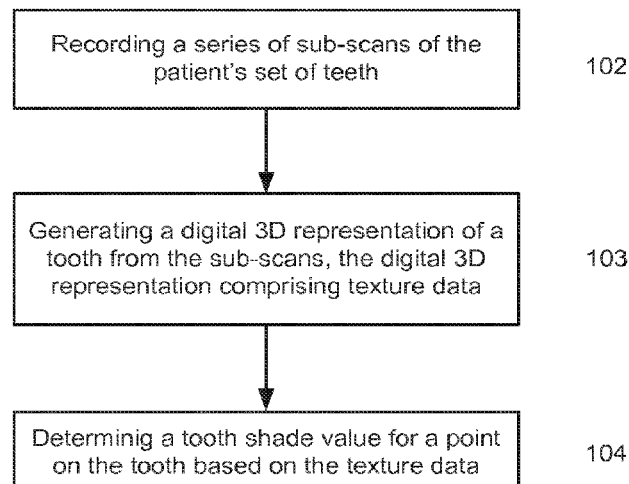 Recording a series of sub-scans of the
patient's set of teeth
102
Generating a digital 3D representation of a
tooth from the sub-scans, the digital 3D
representation comprising texture data
103
Determinig a tooth shade value for a point
on the tooth based on the texture data
104